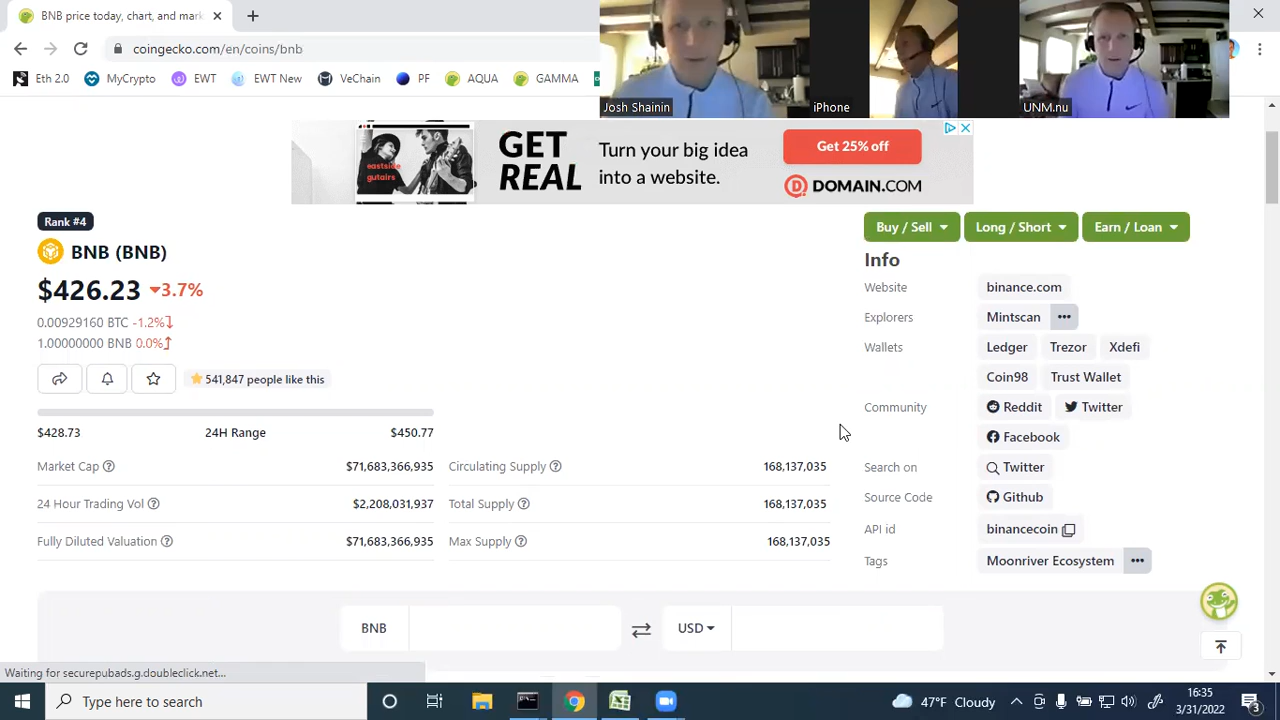 BNB price today, chart, and mark
coingecko.com/en/coins/bnb
Eth 2.0
MyCrypto
EWT
EWT New
VeChain
PF
AQUA
GAMMA
Josh Shainin
iPhone
UNM.nu
eastside
gutairs
GET
REAL
Turn your big idea
into a website.
Get 25% off
DOMAIN.COM
Rank #4
BNB (BNB)
$426.23 3.7%
0.00929160 BTC -1.2%
1.00000000 BNB 0.0%
541,847 people like this
$428.73 24H Range $450.77
Market Cap $71,683,366,935
24 Hour Trading Vol $2,208,031,937
Fully Diluted Valuation $71,683,366,935
Circulating Supply 168,137,035
Total Supply 168,137,035
Max Supply 168,137,035
Buy / Sell
Long / Short
Earn / Loan
Info
Website binance.com
Explorers Mintscan
Wallets Ledger Trezor Xdefi
Coin98 Trust Wallet
Community Reddit Twitter
Facebook
Search on Twitter
Source Code Github
API id binancecoin
Tags Moonriver Ecosystem
BNB
USD
Waiting for securepubads.g.doubleclick.net...
Type here to search
47°F Cloudy
16:35
3/31/2022
3